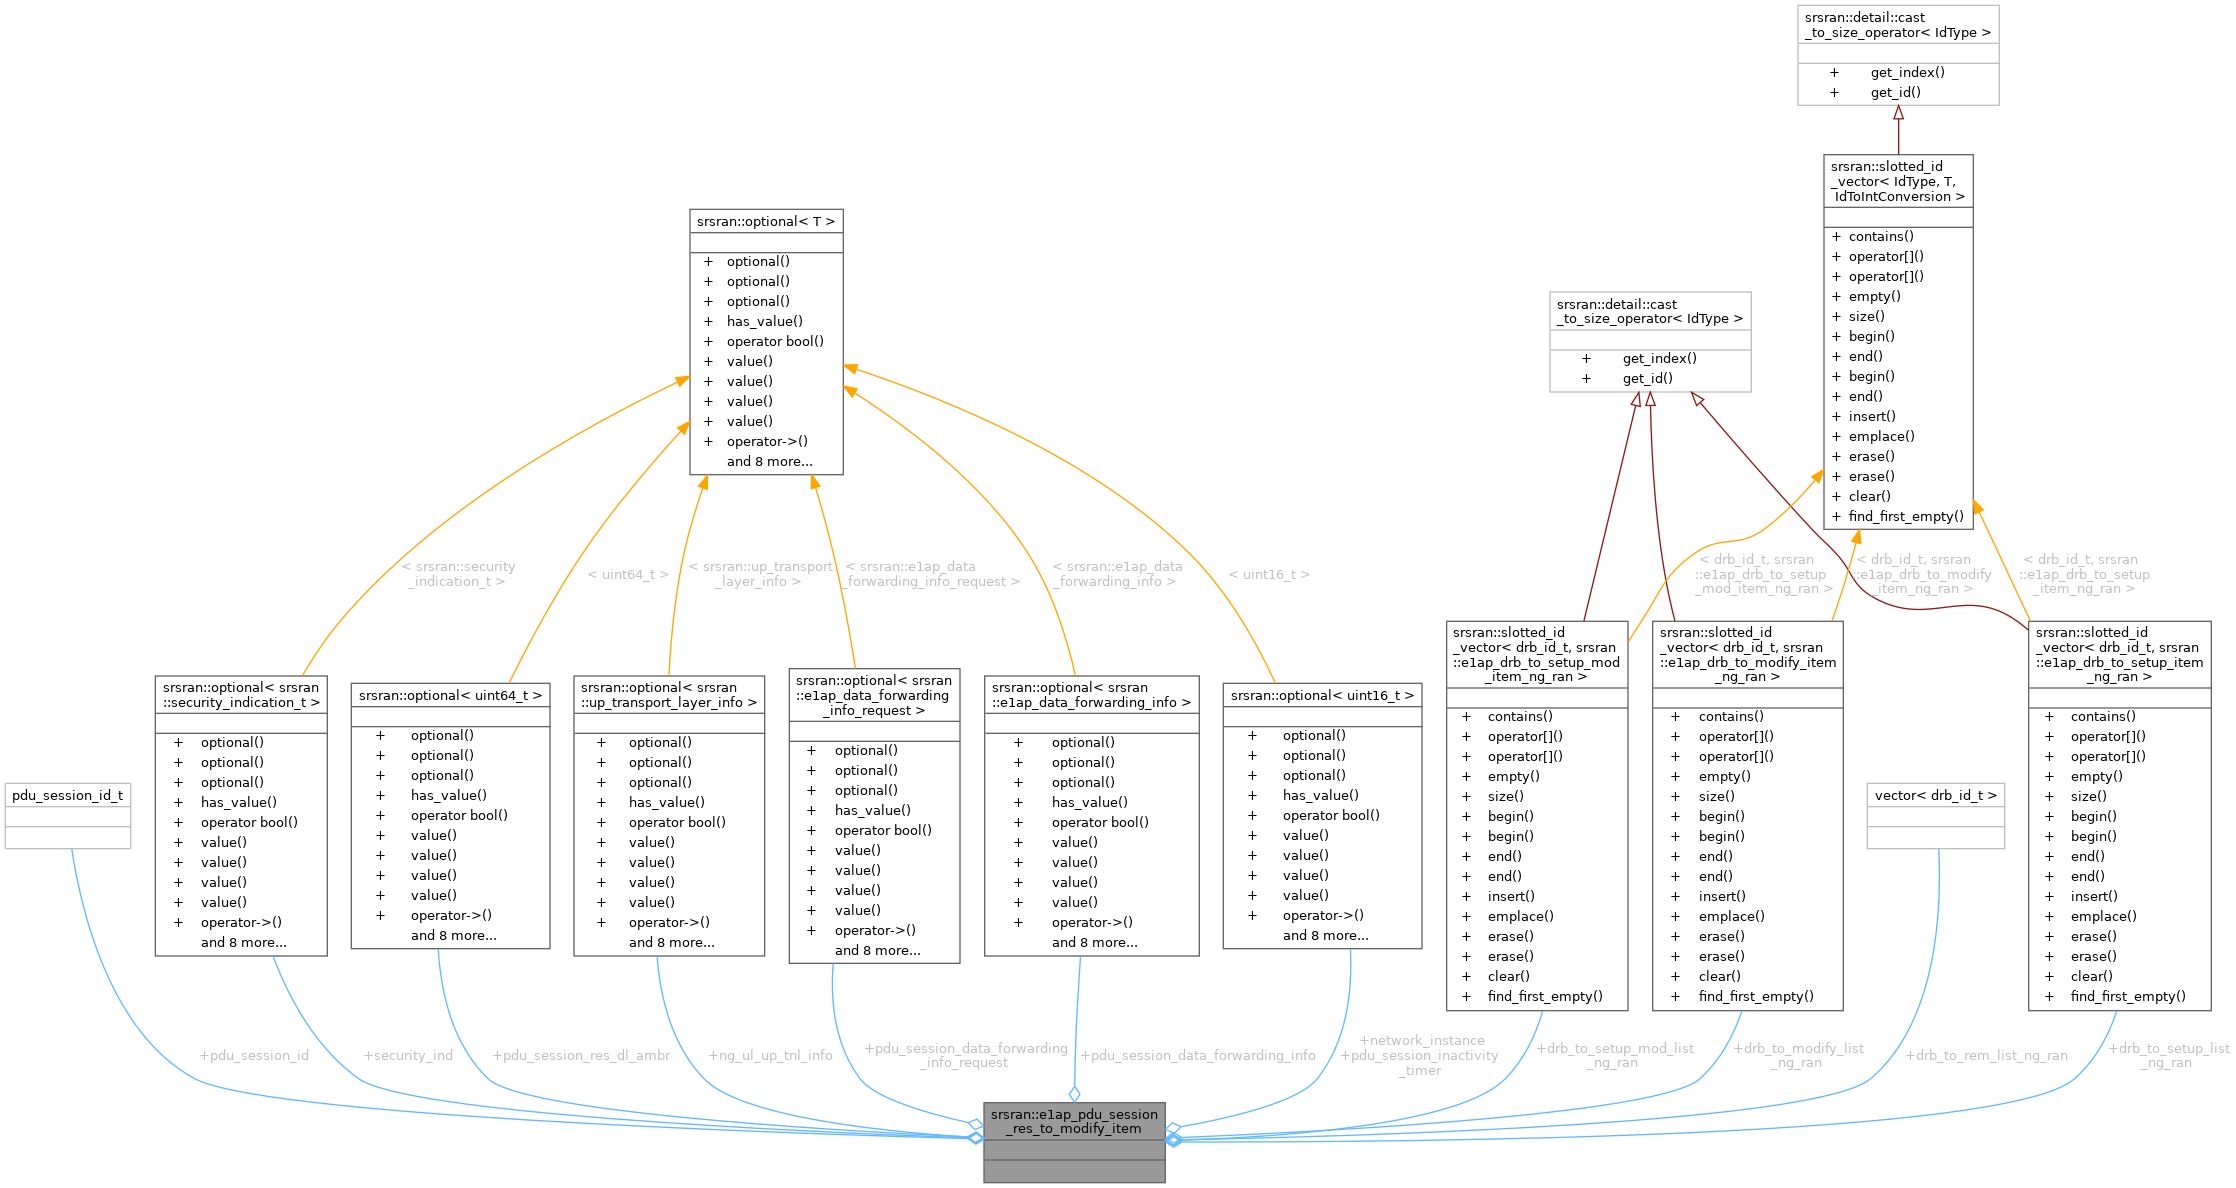 srsran::detail::cast
_to_size_operator< IdType >
+ get_index()
+ get_id()
srsran::slotted_id
_vector< IdType, T,
IdToIntConversion >
+ contains()
+ operator[]()
+ operator[]()
+ empty()
+ size()
+ begin()
+ end()
+ begin()
+ end()
+ insert()
+ emplace()
+ erase()
+ erase()
+ clear()
+ find_first_empty()
srsran::optional< T >
+ optional()
+ optional()
+ optional()
+ has_value()
+ operator bool()
+ value()
+ value()
+ value()
+ value()
+ operator->()
and 8 more...
srsran::detail::cast
_to_size_operator< IdType >
+ get_index()
+ get_id()
< srsran::security
_indication_t >
< uint64_t >
< srsran::up_transport
_layer_info >
< srsran::e1ap_data
_forwarding_info_request >
< srsran::e1ap_data
_forwarding_info >
< uint16_t >
< drb_id_t, srsran
::e1ap_drb_to_setup
_mod_item_ng_ran >
< drb_id_t, srsran
::e1ap_drb_to_modify
_item_ng_ran >
< drb_id_t, srsran
::e1ap_drb_to_setup
_item_ng_ran >
pdu_session_id_t
srsran::optional< srsran
::security_indication_t >
+ optional()
+ optional()
+ optional()
+ has_value()
+ operator bool()
+ value()
+ value()
+ value()
+ value()
+ operator->()
and 8 more...
srsran::optional< uint64_t >
+ optional()
+ optional()
+ optional()
+ has_value()
+ operator bool()
+ value()
+ value()
+ value()
+ value()
+ operator->()
and 8 more...
srsran::optional< srsran
::up_transport_layer_info >
+ optional()
+ optional()
+ optional()
+ has_value()
+ operator bool()
+ value()
+ value()
+ value()
+ value()
+ operator->()
and 8 more...
srsran::optional< srsran
::e1ap_data_forwarding
_info_request >
+ optional()
+ optional()
+ optional()
+ has_value()
+ operator bool()
+ value()
+ value()
+ value()
+ value()
+ operator->()
and 8 more...
srsran::optional< srsran
::e1ap_data_forwarding_info >
+ optional()
+ optional()
+ optional()
+ has_value()
+ operator bool()
+ value()
+ value()
+ value()
+ value()
+ operator->()
and 8 more...
srsran::optional< uint16_t >
+ optional()
+ optional()
+ optional()
+ has_value()
+ operator bool()
+ value()
+ value()
+ value()
+ value()
+ operator->()
and 8 more...
srsran::slotted_id
_vector< drb_id_t, srsran
::e1ap_drb_to_setup_mod
_item_ng_ran >
+ contains()
+ operator[]()
+ operator[]()
+ empty()
+ size()
+ begin()
+ begin()
+ end()
+ end()
+ insert()
+ emplace()
+ erase()
+ erase()
+ clear()
+ find_first_empty()
srsran::slotted_id
_vector< drb_id_t, srsran
::e1ap_drb_to_modify_item
_ng_ran >
+ contains()
+ operator[]()
+ operator[]()
+ empty()
+ size()
+ begin()
+ begin()
+ end()
+ end()
+ insert()
+ emplace()
+ erase()
+ erase()
+ clear()
+ find_first_empty()
vector< drb_id_t >
srsran::slotted_id
_vector< drb_id_t, srsran
::e1ap_drb_to_setup_item
_ng_ran >
+ contains()
+ operator[]()
+ operator[]()
+ empty()
+ size()
+ begin()
+ begin()
+ end()
+ end()
+ insert()
+ emplace()
+ erase()
+ erase()
+ clear()
+ find_first_empty()
+pdu_session_id
+security_ind
+pdu_session_res_dl_ambr
+ng_ul_up_tnl_info
+pdu_session_data_forwarding
_info_request
+pdu_session_data_forwarding_info
+network_instance
+pdu_session_inactivity
_timer
+drb_to_setup_mod_list
_ng_ran
+drb_to_modify_list
_ng_ran
+drb_to_rem_list_ng_ran
+drb_to_setup_list
_ng_ran
srsran::e1ap_pdu_session
_res_to_modify_item